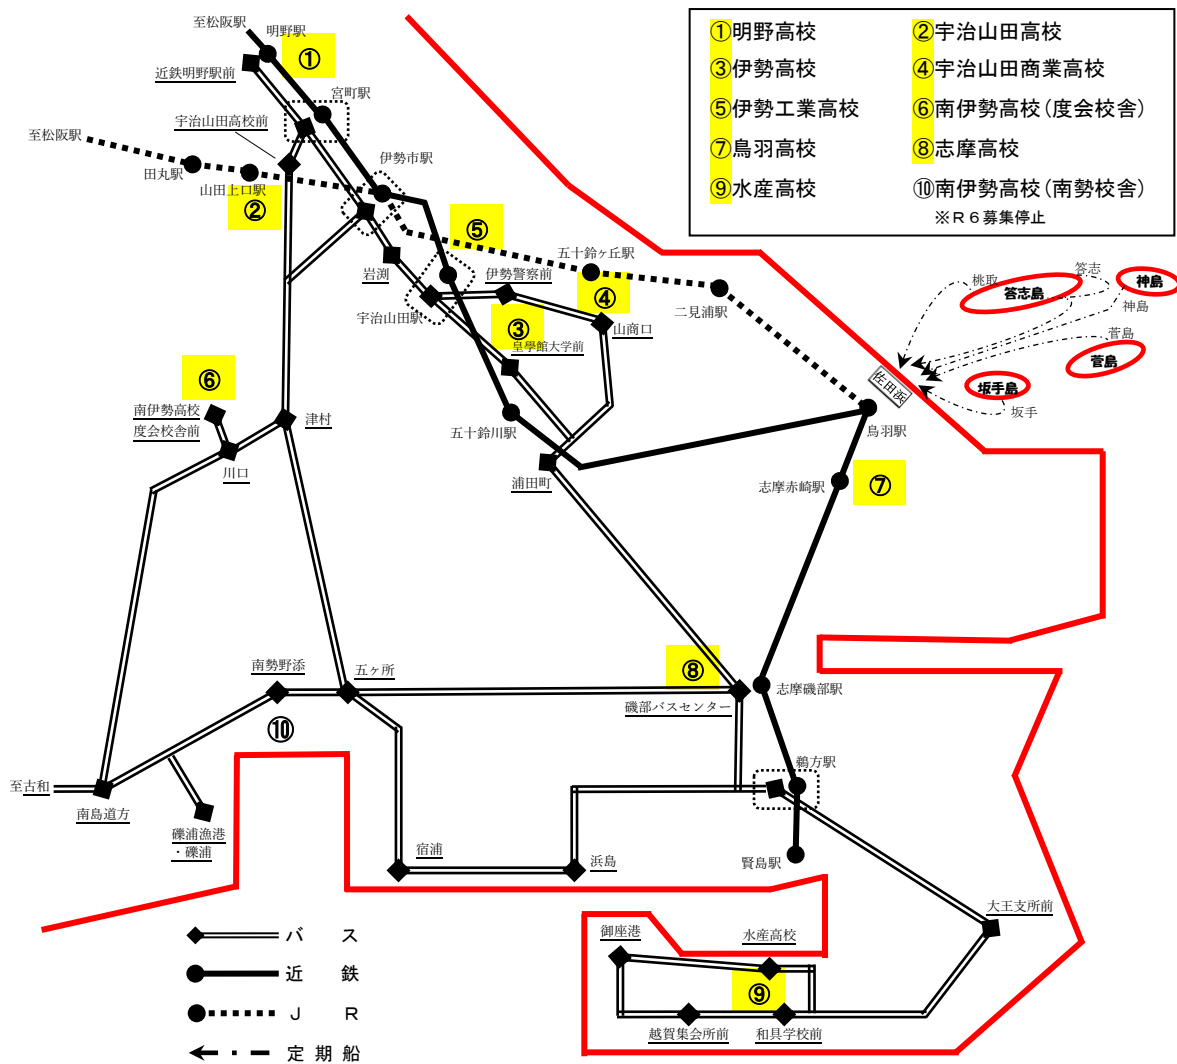 至松阪駅
明野駅
①
近鉄明野駅前
宮町駅
宇治山田高校前
至松阪駅
田丸駅
山田上口駅
伊勢市駅
②
⑤
岩渕
五十鈴ヶ丘駅
伊勢警察前
④
二見浦駅
宇治山田駅
③
山商口
皇學館大学前
⑥
南伊勢高校
度会校舎前
津村
川口
五十鈴川駅
浦田町
鳥羽駅
志摩赤崎駅
⑦
①明野高校
②宇治山田高校
③伊勢高校
④宇治山田商業高校
⑤伊勢工業高校
⑥南伊勢高校(度会校舎)
⑦鳥羽高校
⑧志摩高校
⑨水産高校
⑩南伊勢高校(南勢校舎)
※R6募集停止
桃取
答志
答志島
神島
神島
菅島
菅島
佐田浜
坂手島
坂手
南勢野添
五ヶ所
⑧
志摩磯部駅
磯部バスセンター
⑩
鵜方駅
至古和
南島道方
礫浦漁港
・礫浦
宿浦
浜島
賢島駅
大王支所前
御座港
水産高校
⑨
越賀集会所前
和具学校前
バス
近鉄
JR
定期船